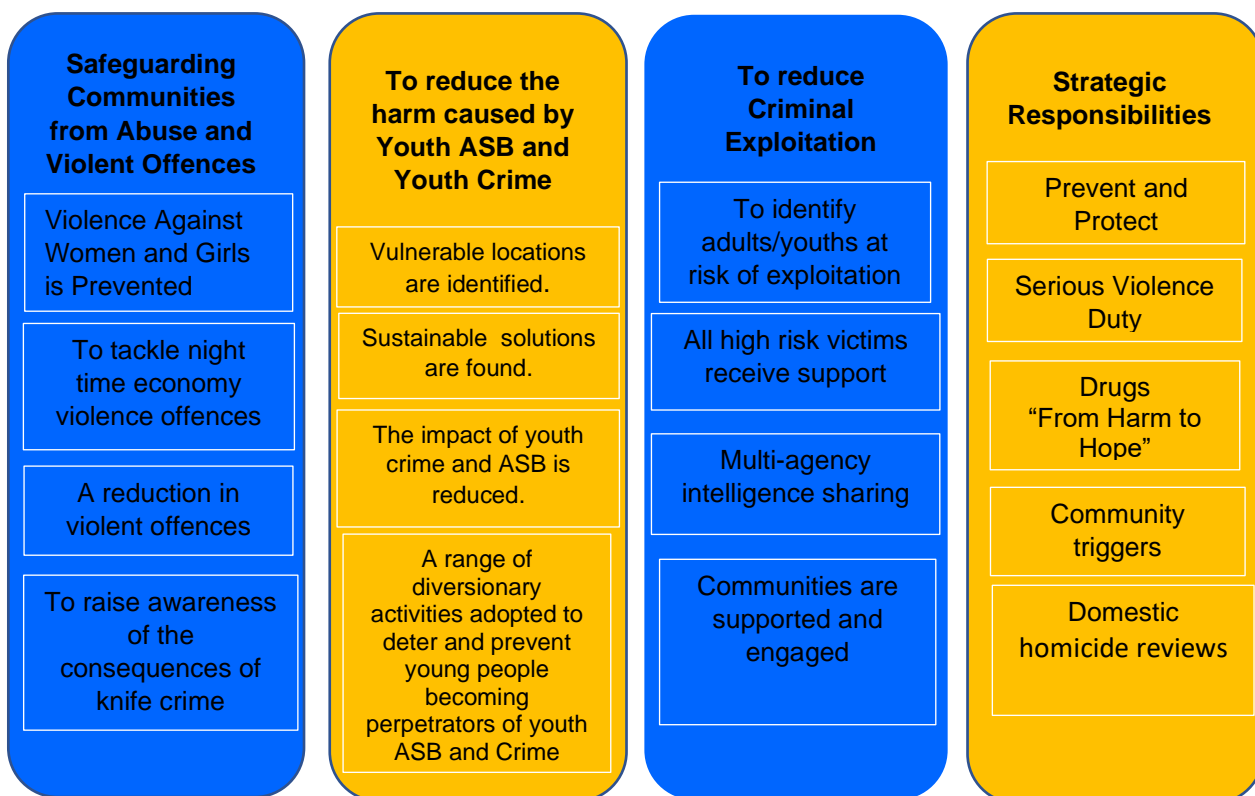 Safeguarding
Communities
from Abuse and
Violent Offences
Violence Against
Women and Girls
is Prevented
To tackle night
time economy
violence offences
A reduction in
violent offences
To raise awareness
of the
consequences of
knife crime
To reduce the
harm caused by
Youth ASB and
Youth Crime
Vulnerable locations
are identified.
Sustainable solutions
are found.
The impact of youth
crime and ASB is
reduced.
A range of
diversionary
activities adopted to
deter and prevent
young people
becoming
perpetrators of youth
ASB and Crime
To reduce
Criminal
Exploitation
To identify
adults/youths at
risk of exploitation
All high risk victims
receive support
Multi-agency
intelligence sharing
Communities are
supported and
engaged
Strategic
Responsibilities
Prevent and
Protect
Serious Violence
Duty
Drugs
“From Harm to
Hope”
Community
triggers
Domestic
homicide reviews